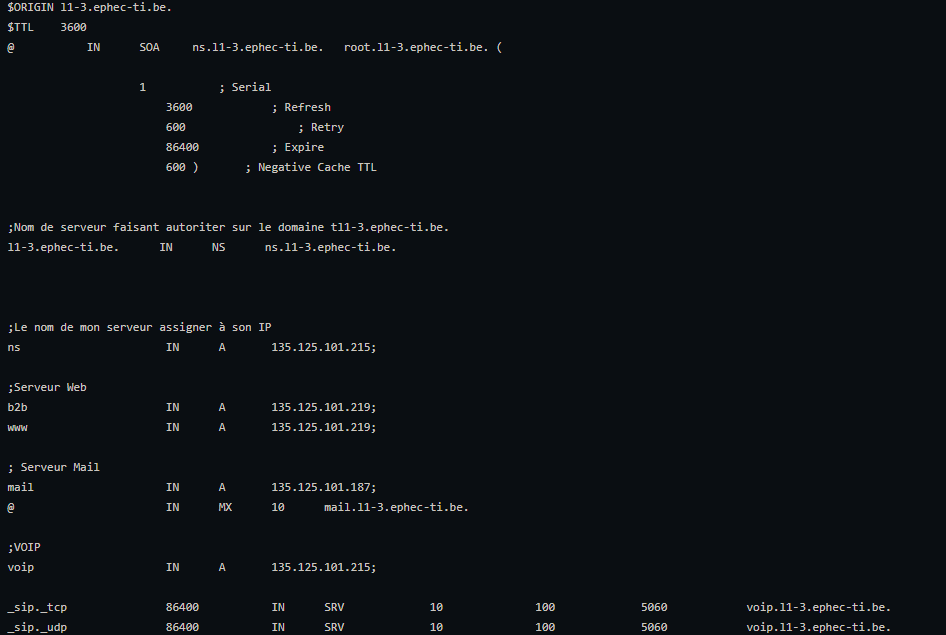 $ORIGIN l1-3.ephec-ti.be.
$TTL 3600
@ IN SOA ns.l1-3.ephec-ti.be. root.l1-3.ephec-ti.be. (
1 ; Serial
3600 ; Refresh
600 ; Retry
86400 ; Expire
600 ) ; Negative Cache TTL
;Nom de serveur faisant autoriter sur le domaine tl1-3.ephec-ti.be.
l1-3.ephec-ti.be. IN NS ns.l1-3.ephec-ti.be.
;Le nom de mon serveur assigner à son IP
ns IN A 135.125.101.215;
;Serveur Web
b2b IN A 135.125.101.219;
www IN A 135.125.101.219;
; Serveur Mail
mail IN A 135.125.101.187;
@ IN MX 10 mail.l1-3.ephec-ti.be.
;VOIP
voip IN A 135.125.101.215;
_sip._tcp 86400 IN SRV 10 100 5060 voip.l1-3.ephec-ti.be.
_sip._udp 86400 IN SRV 10 100 5060 voip.l1-3.ephec-ti.be.